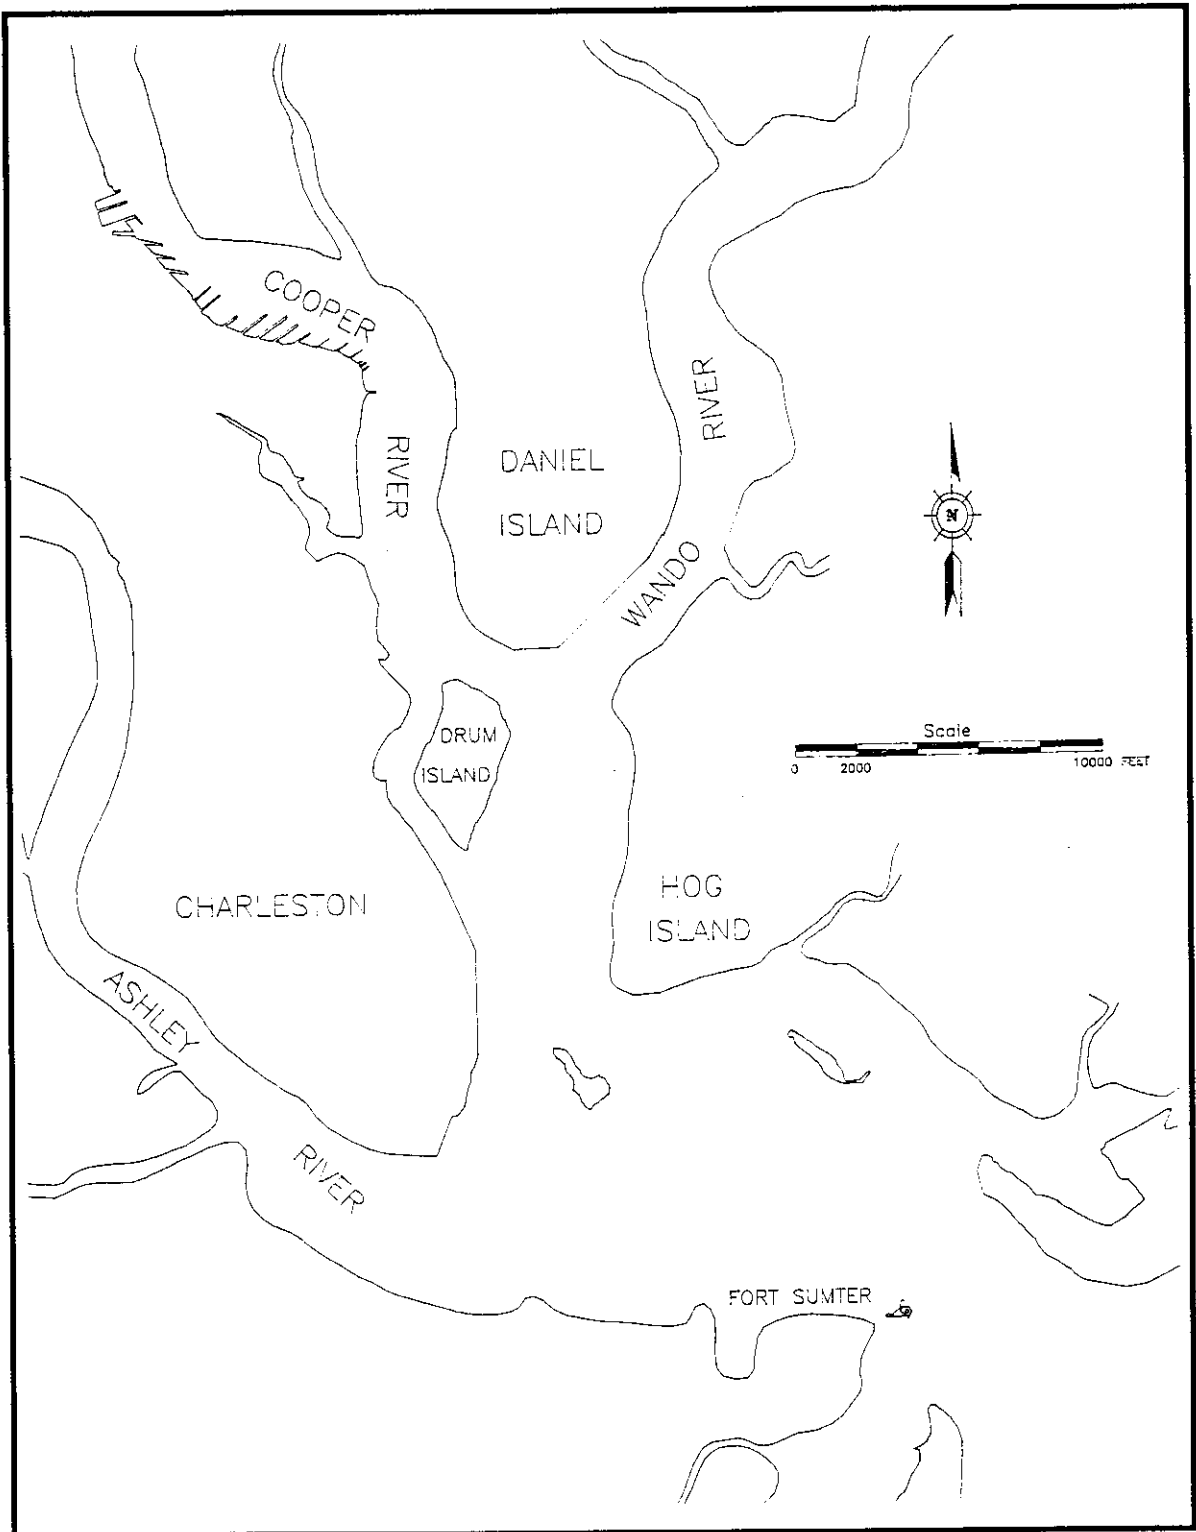 COOPER
RIVER
RIVER
DANIEL
ISLAND
WANDO
N
DRUM
ISLAND
Scale
0 2000 10000 FEET
HOG
ISLAND
CHARLESTON
ASHLEY
RIVER
FORT SUMTER